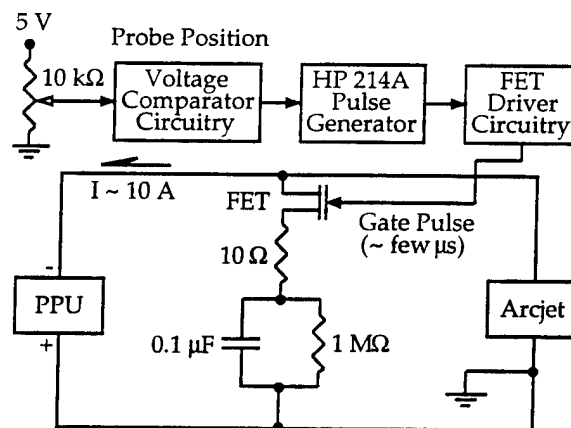 5 V
Probe Position
10 kΩ
Voltage
Comparator
Circuitry
HP 214A
Pulse
Generator
FET
Driver
Circuitry
I ~ 10 A
FET
Gate Pulse
(~ few µs)
10 Ω
-
PPU
+
0.1 µF
1 MΩ
Arcjet